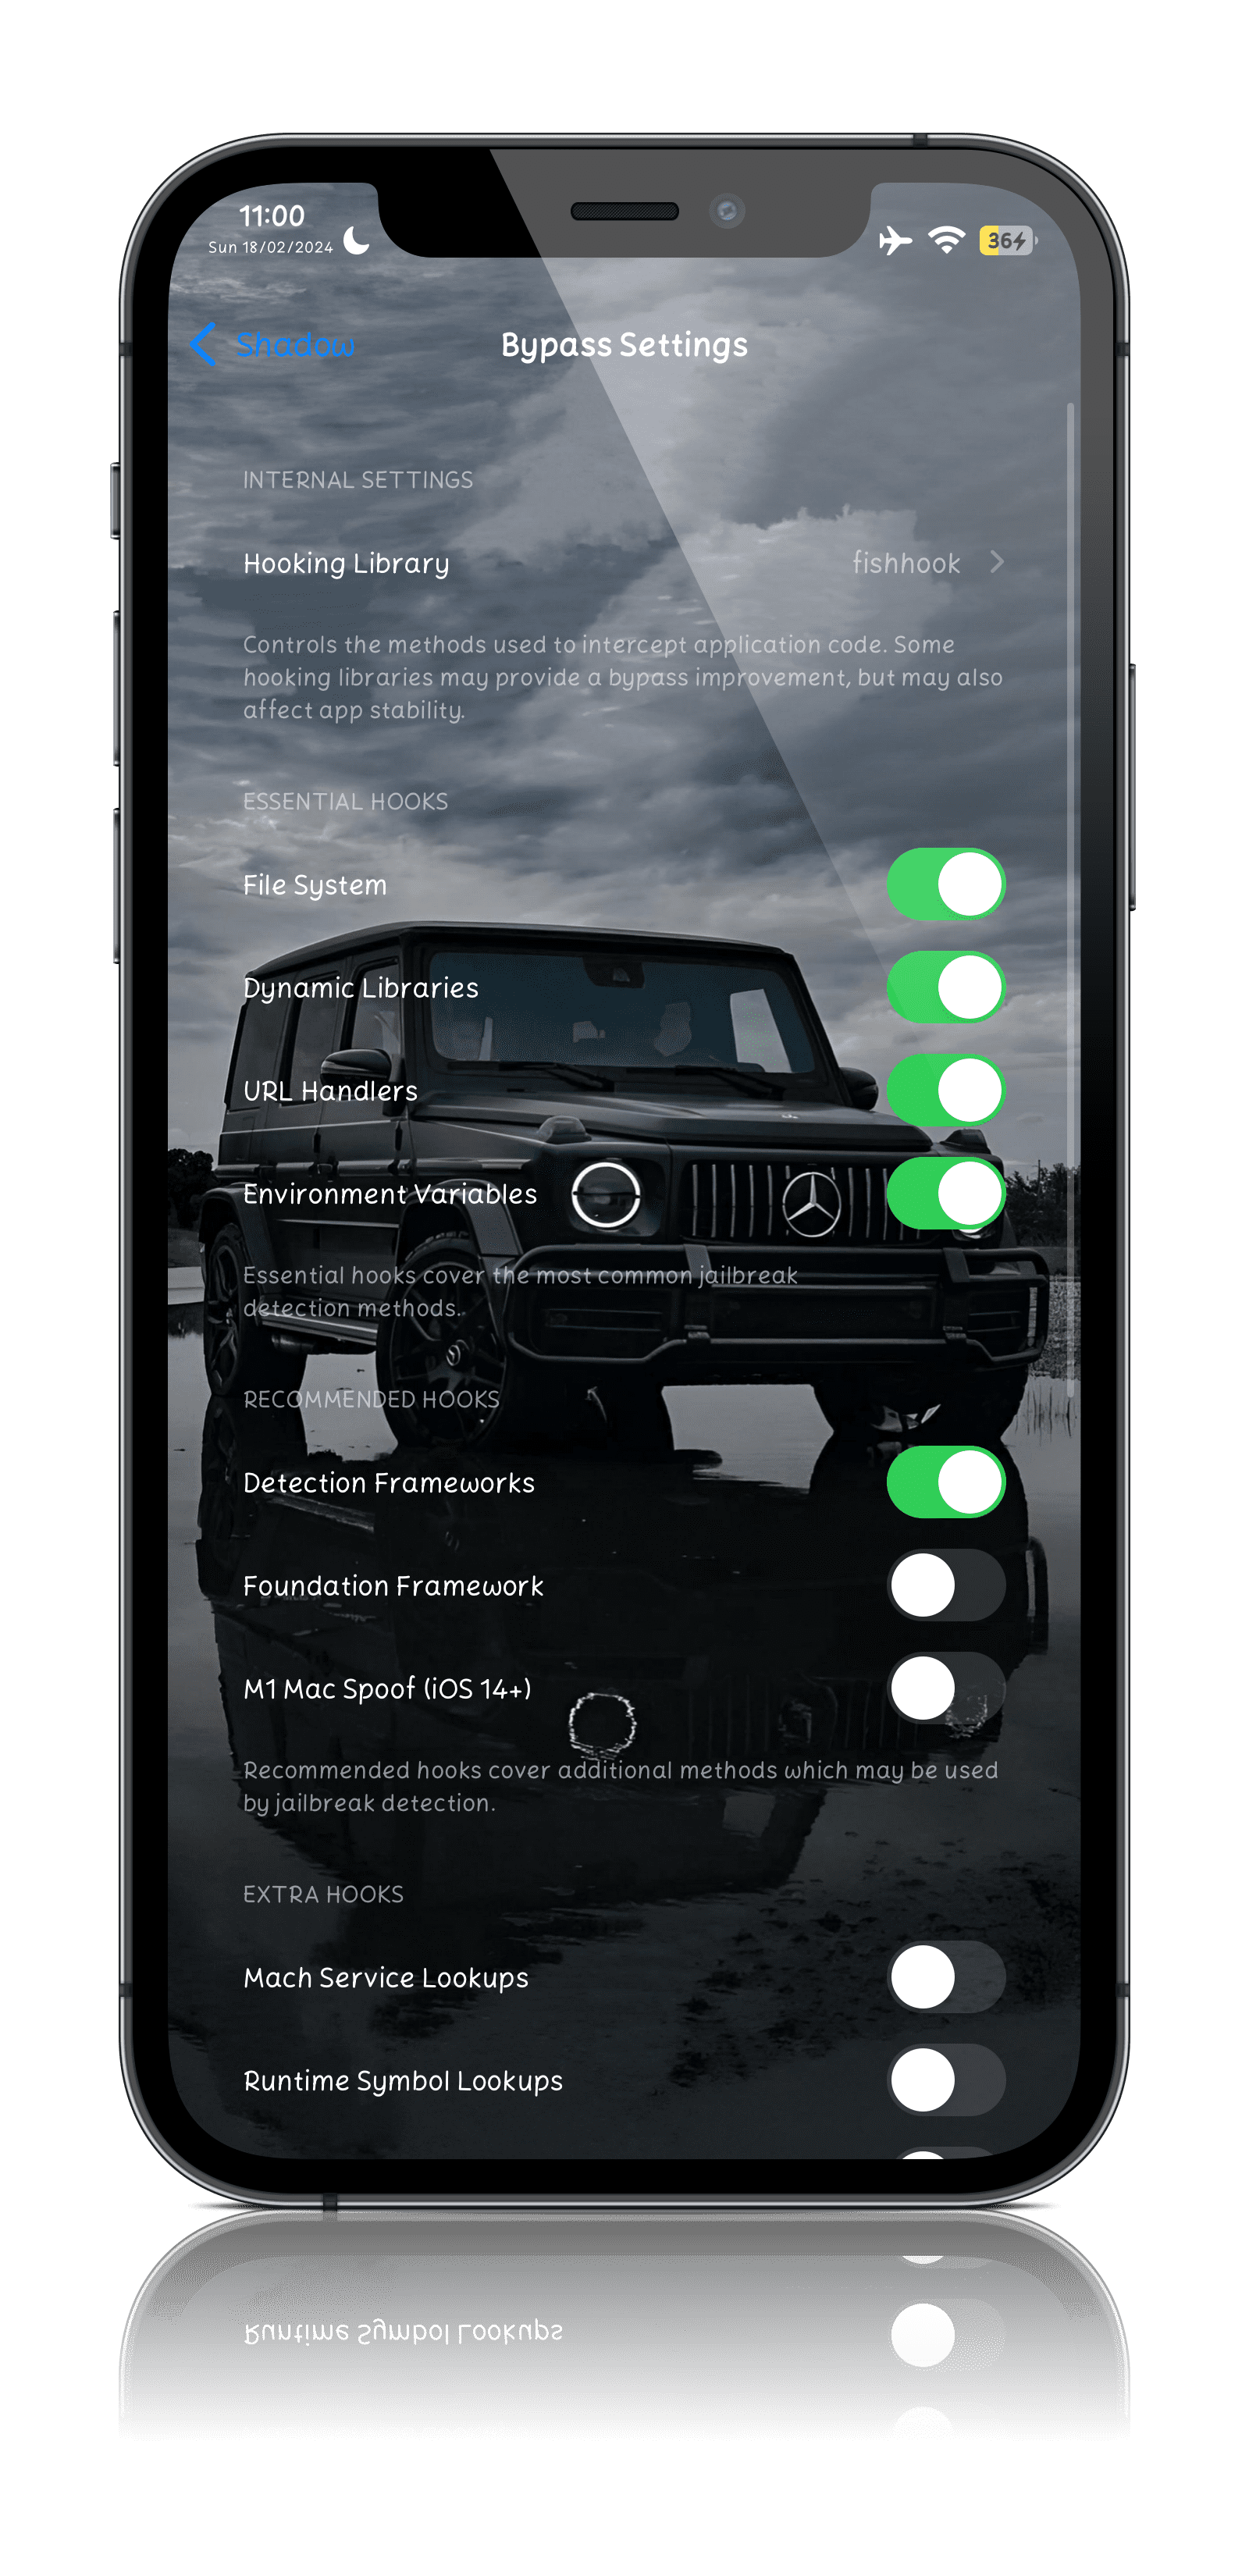 11:00
Sun 18/02/2024
36
Shadow
Bypass Settings
INTERNAL SETTINGS
Hooking Library
fishhook
Controls the methods used to intercept application code. Some
hooking libraries may provide a bypass improvement, but may also
affect app stability.
ESSENTIAL HOOKS
File System
Dynamic Libraries
URL Handlers
Environment Variables
Essential hooks cover the most common jailbreak
detection methods.
RECOMMENDED HOOKS
Detection Frameworks
Foundation Framework
M1 Mac Spoof (iOS 14+)
Recommended hooks cover additional methods which may be used
by jailbreak detection.
EXTRA HOOKS
Mach Service Lookups
Runtime Symbol Lookups
Runtime Symbol Lookups